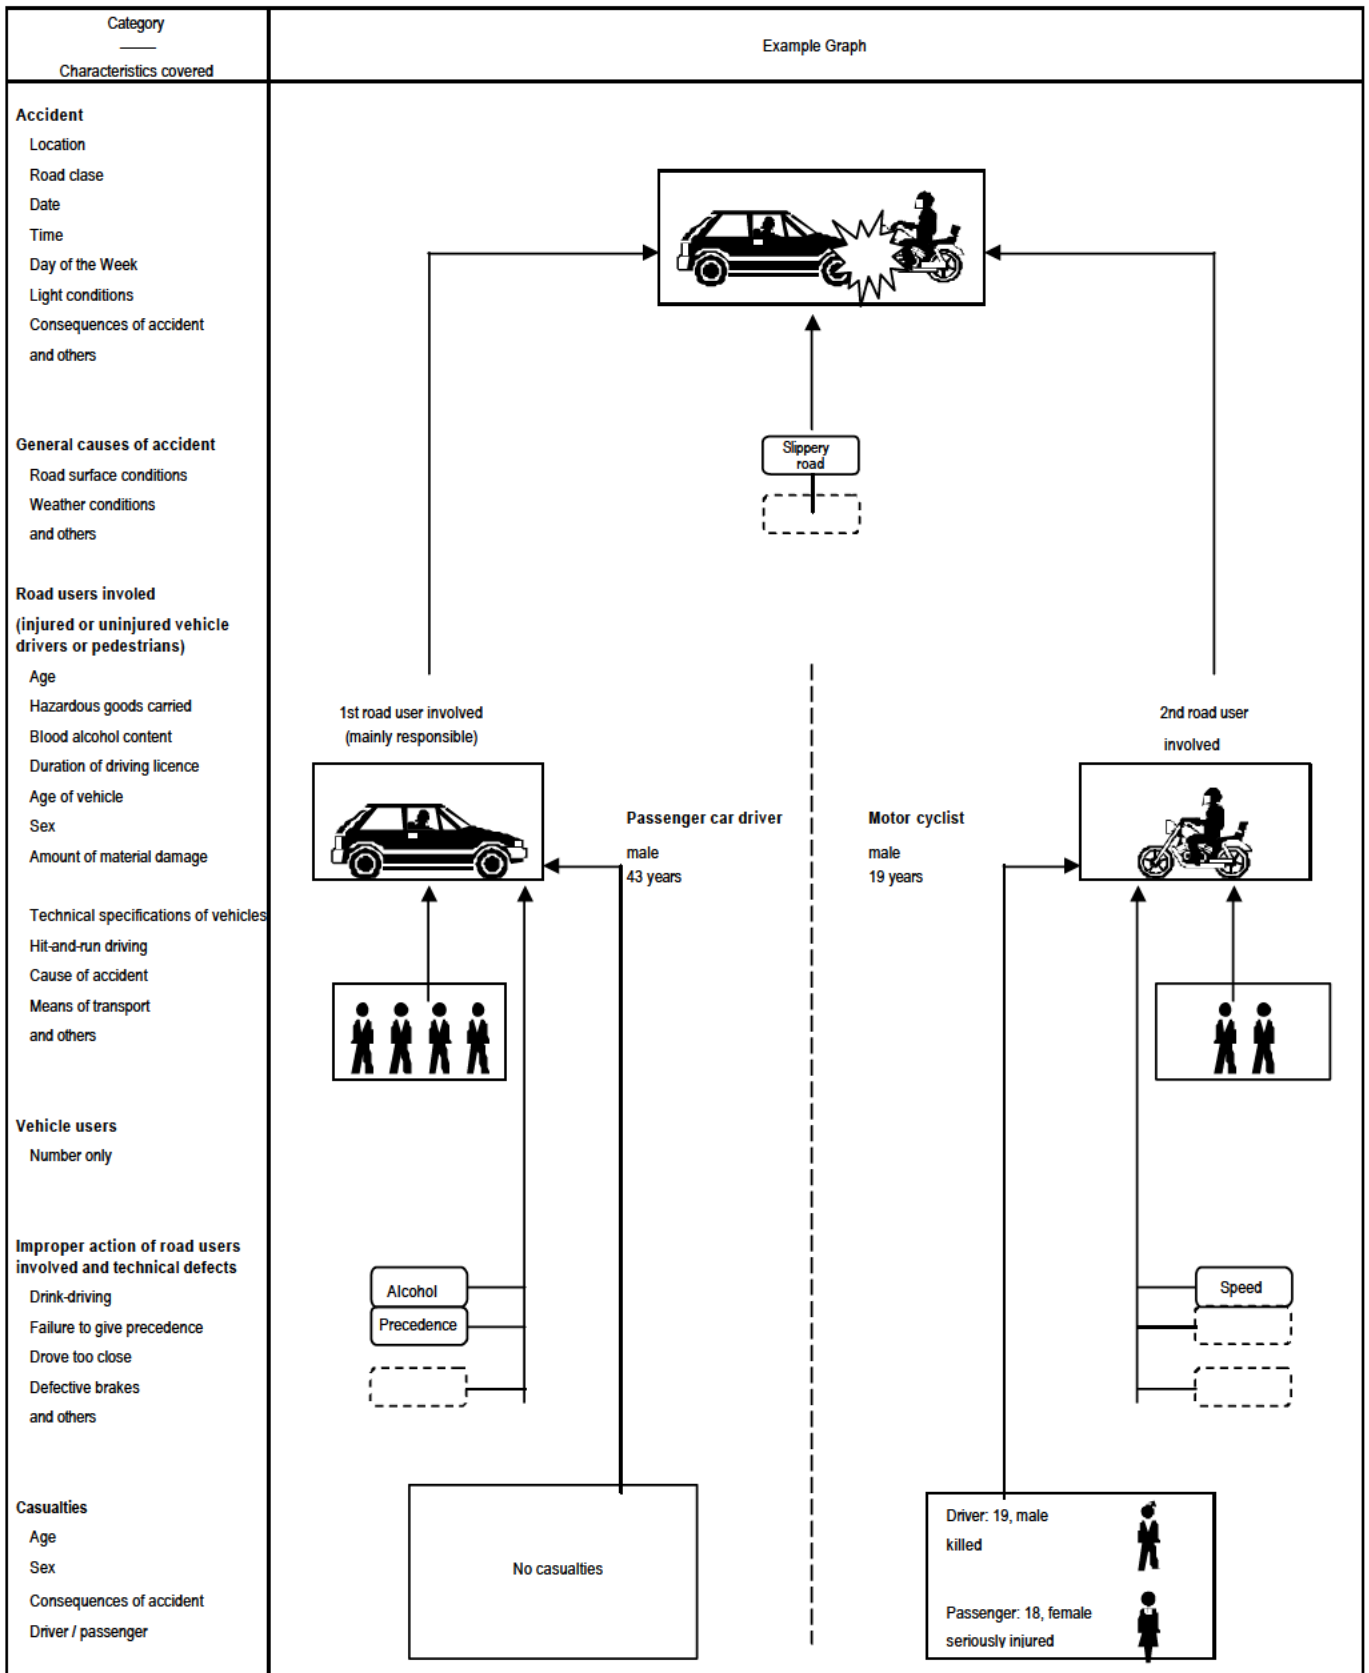 Category
Characteristics covered
Example Graph
Accident
Location
Road clase
Date
Time
Day of the Week
Light conditions
Consequences of accident
and others
General causes of accident
Road surface conditions
Weather conditions
and others
Slippery
road
Road users involed
(injured or uninjured vehicle
drivers or pedestrians)
Age
Hazardous goods carried
Blood alcohol content
Duration of driving licence
Age of vehicle
Sex
Amount of material damage
Technical specifications of vehicles
Hit-and-run driving
Cause of accident
Means of transport
and others
1st road user involved
(mainly responsible)
Passenger car driver
male
43 years
2nd road user
involved
Motor cyclist
male
19 years
Vehicle users
Number only
Improper action of road users
involved and technical defects
Drink-driving
Failure to give precedence
Drove too close
Defective brakes
and others
Alcohol
Precedence
Speed
Casualties
Age
Sex
Consequences of accident
Driver / passenger
No casualties
Driver: 19, male
killed
Passenger: 18, female
seriously injured